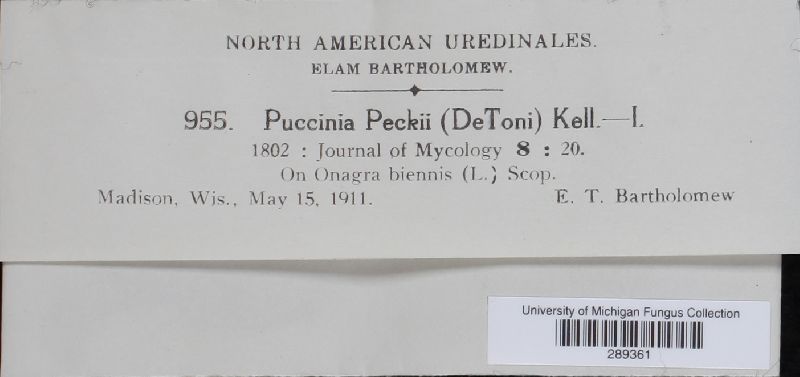 NORTH AMERICAN UREDINALES.
ELAM BARTHOLOMEW.
955. Puccinia Peckii (DeToni) Kell.—I.
1802 : Journal of Mycology 8 : 20.
On Onagra biennis (L.) Scop.
Madison, Wis., May 15, 1911. E. T. Bartholomew
University of Michigan Fungus Collection
289361